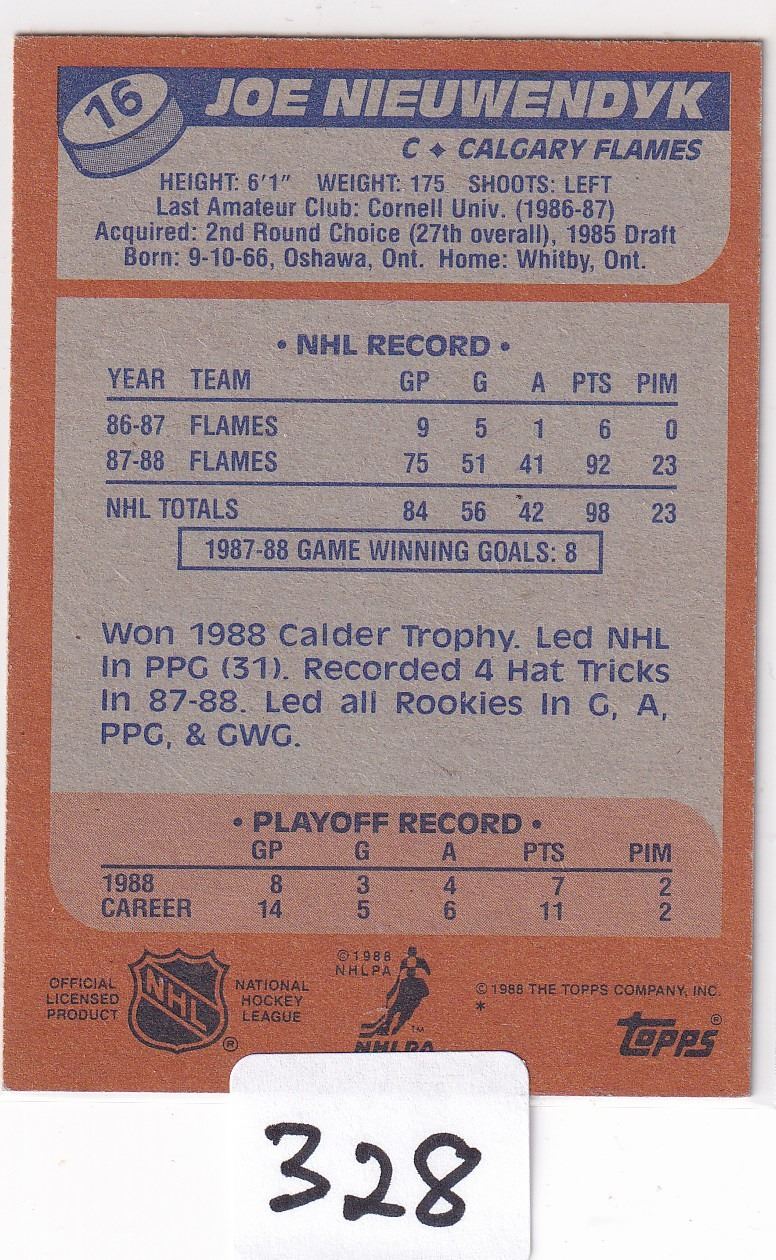 16
JOE NIEUWENDYK
C ♦ CALGARY FLAMES
HEIGHT: 6'1" WEIGHT: 175 SHOOTS: LEFT
Last Amateur Club: Cornell Univ. (1986-87)
Acquired: 2nd Round Choice (27th overall), 1985 Draft
Born: 9-10-66, Oshawa, Ont. Home: Whitby, Ont.
• NHL RECORD •
YEAR TEAM GP G A PTS PIM
86-87 FLAMES 9 5 1 6 0
87-88 FLAMES 75 51 41 92 23
NHL TOTALS 84 56 42 98 23
1987-88 GAME WINNING GOALS: 8
Won 1988 Calder Trophy. Led NHL
In PPG (31). Recorded 4 Hat Tricks
In 87-88. Led all Rookies In G, A,
PPG, & GWG.
• PLAYOFF RECORD •
GP G A PTS PIM
1988 8 3 4 7 2
CAREER 14 5 6 11 2
OFFICIAL
LICENSED
PRODUCT
NHL
®
NATIONAL
HOCKEY
LEAGUE
©1988
NHLPA
TM
NHLPA
© 1988 THE TOPPS COMPANY, INC.
*
topps®
328